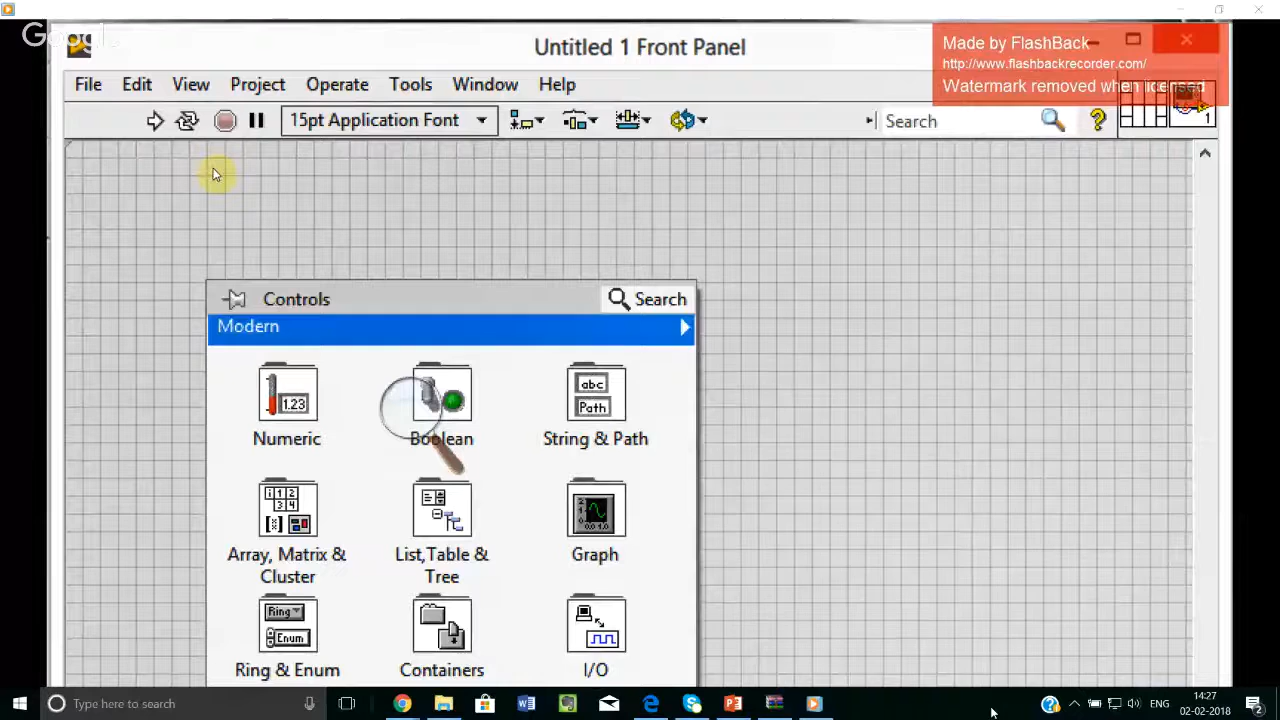 Google
Untitled 1 Front Panel
Made by FlashBack
http://www.flashbackrecorder.com/
Watermark removed when licensed
File Edit View Project Operate Tools Window Help
15pt Application Font
Search
?
1
Controls
Search
Modern
1.23
abc
Path
Numeric
Boolean
String & Path
Array, Matrix & Cluster
List,Table & Tree
Graph
Ring
Enum
Ring & Enum
Containers
I/O
Type here to search
ENG
14:27
02-02-2018
2